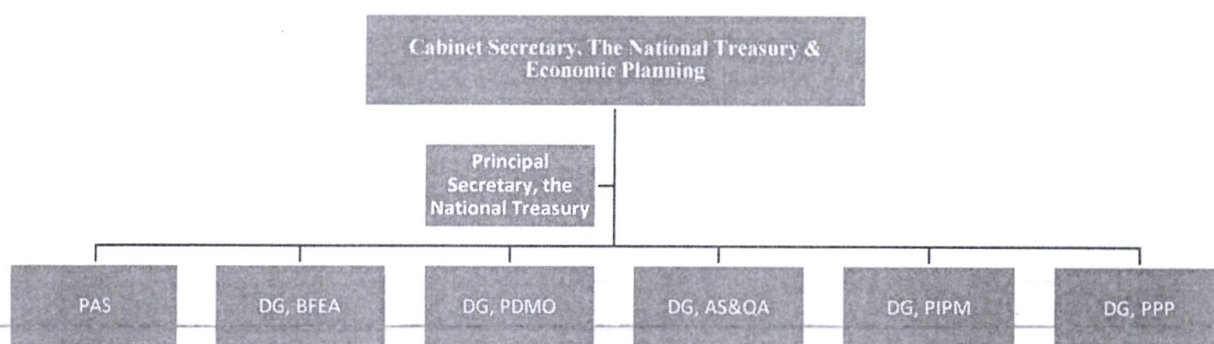 Cabinet Secretary, The National Treasury &
Economic Planning
Principal
Secretary, the
National Treasury
PAS
DG, BFEA
DG, PDMO
DG, AS&QA
DG, PIPM
DG, PPP